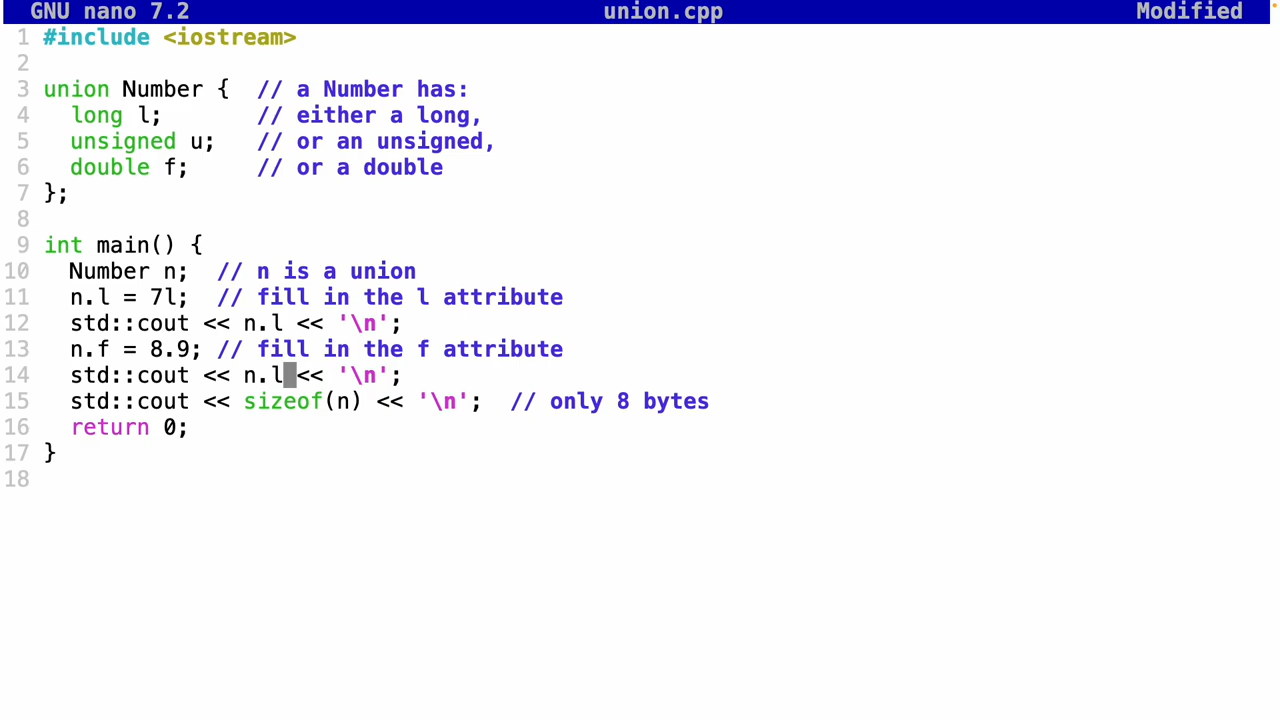 GNU nano 7.2 union.cpp Modified
1 #include <iostream>
2
3 union Number {  // a Number has:
4   long l;       // either a long,
5   unsigned u;   // or an unsigned,
6   double f;     // or a double
7 };
8
9 int main() {
10   Number n;  // n is a union
11   n.l = 7l;  // fill in the l attribute
12   std::cout << n.l << '\n';
13   n.f = 8.9; // fill in the f attribute
14   std::cout << n.l << '\n';
15   std::cout << sizeof(n) << '\n';  // only 8 bytes
16   return 0;
17 }
18